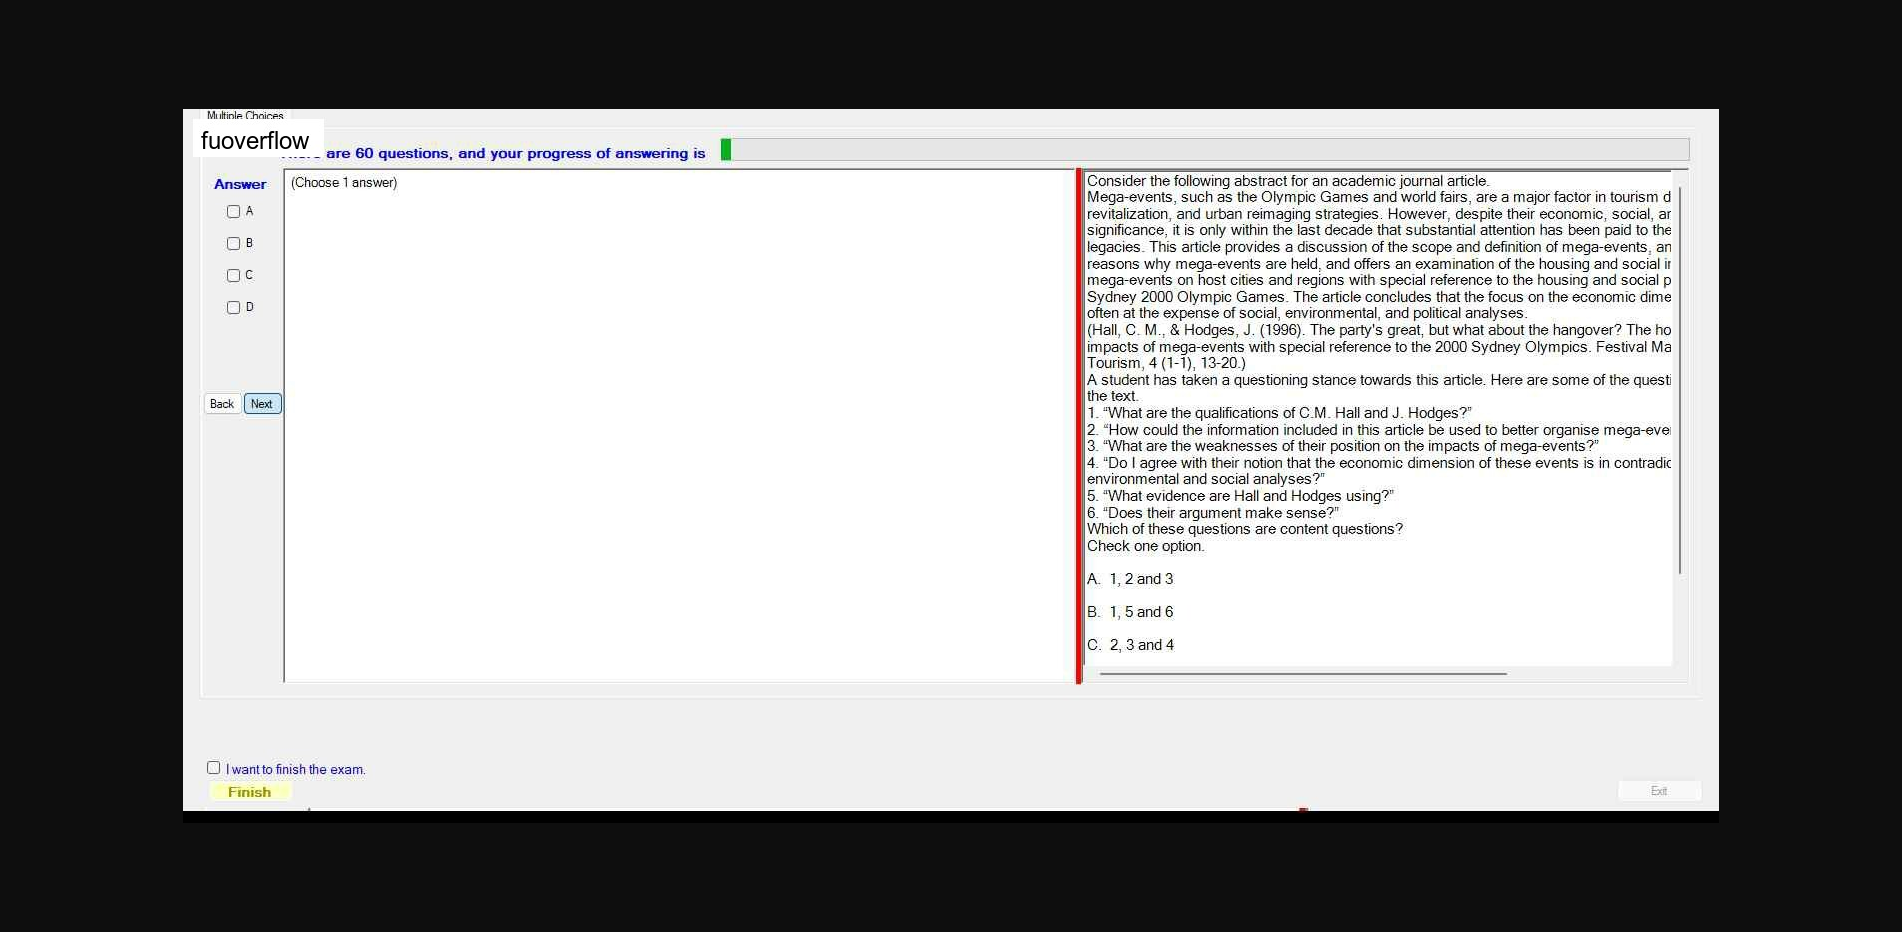 Multiple Choices
fuoverflow
are 60 questions, and your progress of answering is
Answer
(Choose 1 answer)
A
B
C
D
Back
Next
Consider the following abstract for an academic journal article.
Mega-events, such as the Olympic Games and world fairs, are a major factor in tourism d
revitalization, and urban reimaging strategies. However, despite their economic, social, ar
significance, it is only within the last decade that substantial attention has been paid to the
legacies. This article provides a discussion of the scope and definition of mega-events, an
reasons why mega-events are held, and offers an examination of the housing and social ir
mega-events on host cities and regions with special reference to the housing and social p
Sydney 2000 Olympic Games. The article concludes that the focus on the economic dime
often at the expense of social, environmental, and political analyses.
(Hall, C. M., & Hodges, J. (1996). The party's great, but what about the hangover? The ho
impacts of mega-events with special reference to the 2000 Sydney Olympics. Festival Ma
Tourism, 4 (1-1), 13-20.)
A student has taken a questioning stance towards this article. Here are some of the questi
the text.
1. “What are the qualifications of C.M. Hall and J. Hodges?”
2. “How could the information included in this article be used to better organise mega-eve
3. “What are the weaknesses of their position on the impacts of mega-events?”
4. “Do I agree with their notion that the economic dimension of these events is in contradic
environmental and social analyses?”
5. “What evidence are Hall and Hodges using?”
6. “Does their argument make sense?”
Which of these questions are content questions?
Check one option.
A. 1, 2 and 3
B. 1, 5 and 6
C. 2, 3 and 4
I want to finish the exam.
Finish
Exit